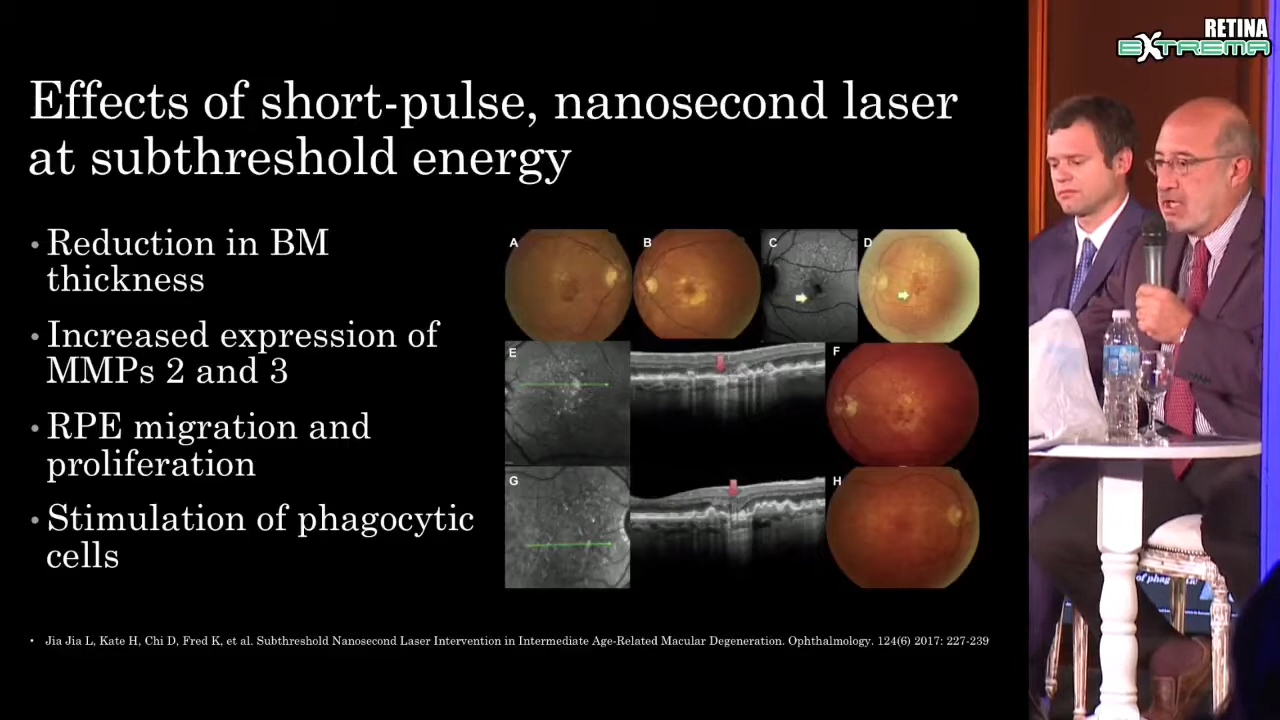 RETINA
EXTREMA
Effects of short-pulse, nanosecond laser
at subthreshold energy
• Reduction in BM
thickness
• Increased expression of
MMPs 2 and 3
• RPE migration and
proliferation
• Stimulation of phagocytic
cells
A
B
C
D
E
F
G
H
• Jia Jia L, Kate H, Chi D, Fred K, et al. Subthreshold Nanosecond Laser Intervention in Intermediate Age-Related Macular Degeneration. Ophthalmology. 124(6) 2017: 227-239